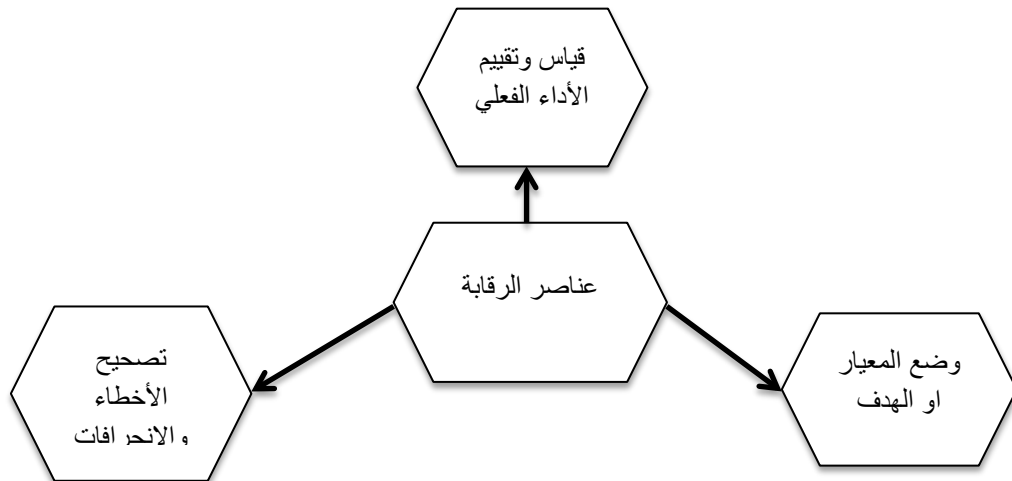 قياس وتقييم
الأداء الفعلي
عناصر الرقابة
وضع المعيار
او الهدف
تصحيح
الأخطاء
والانحرافات